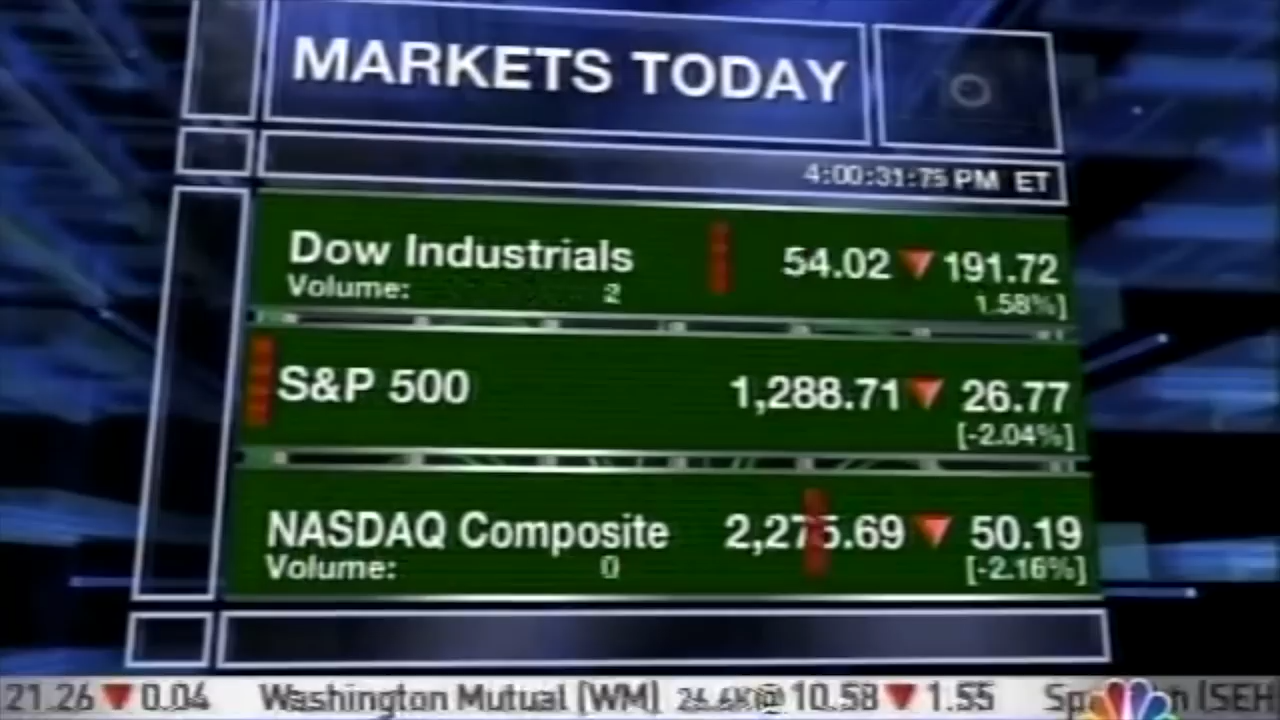 MARKETS TODAY
4:00:31:75 PM ET
Dow Industrials 54.02 191.72
Volume: 2 1.58%]
S&P 500 1,288.71 26.77
[-2.04%]
NASDAQ Composite 2,275.69 50.19
Volume: 0 [-2.16%]
21.26 0.04 Washington Mutual [WM] 10.58 1.55 (SEH